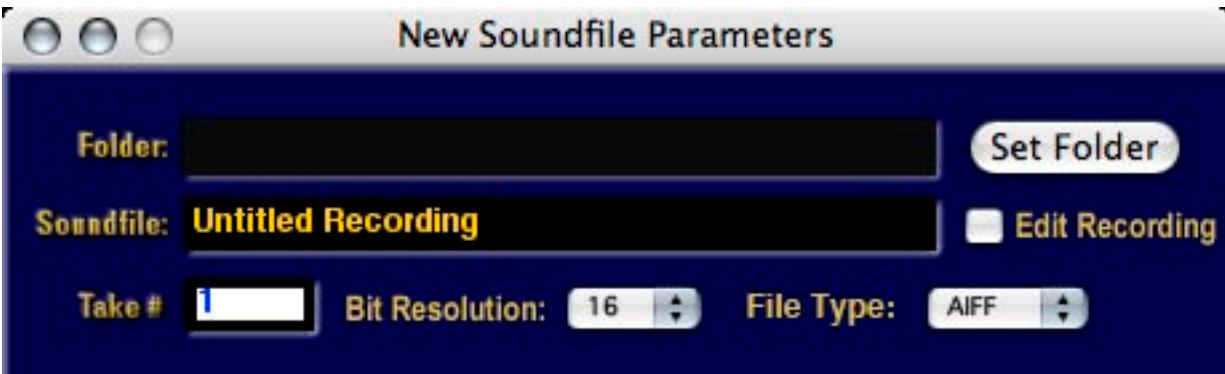 New Soundfile Parameters
Folder: Set Folder
Soundfile: Untitled Recording Edit Recording
Take # 1 Bit Resolution: 16 File Type: AIFF